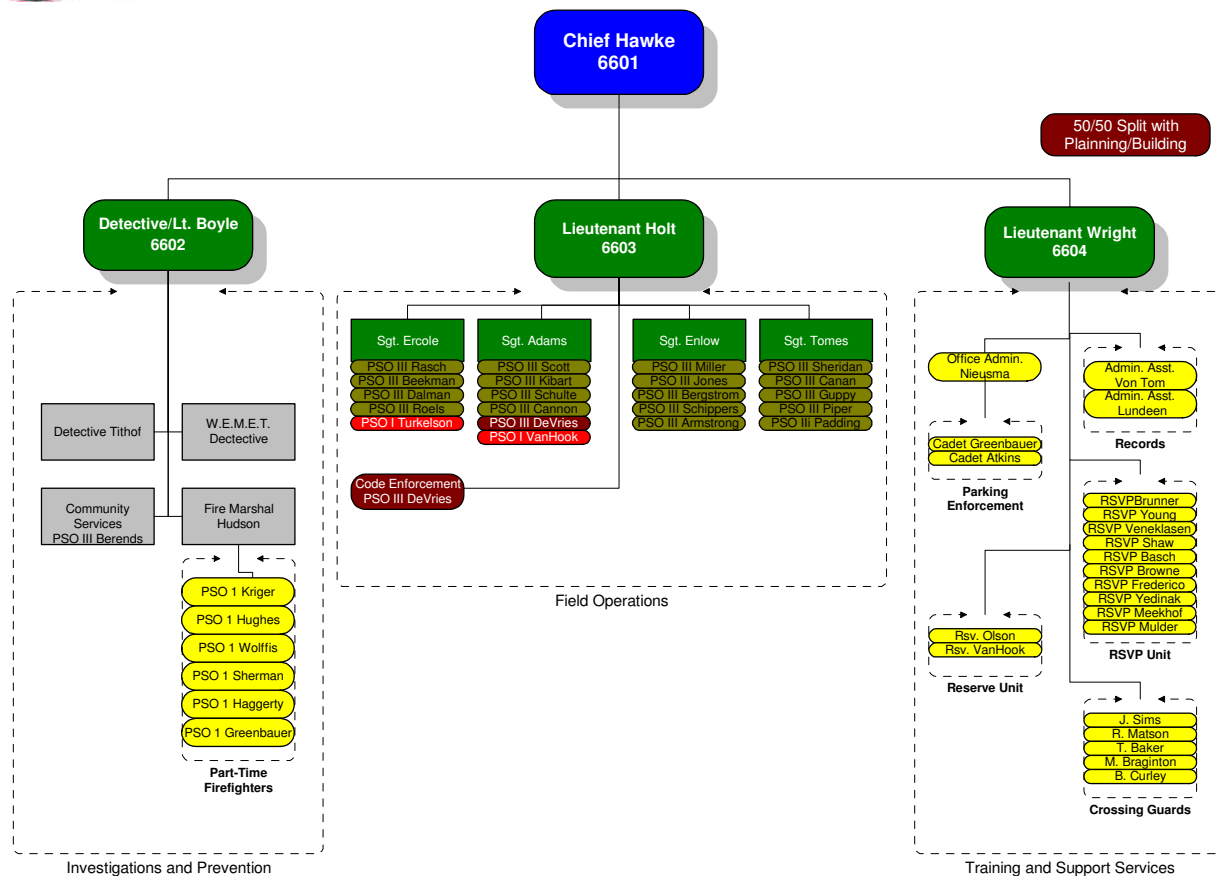 Chief Hawke
6601
50/50 Split with
Plainning/Building
Detective/Lt. Boyle
6602
Lieutenant Holt
6603
Lieutenant Wright
6604
Detective Tithof
W.E.M.E.T.
Dectective
Community
Services
PSO III Berends
Fire Marshal
Hudson
PSO 1 Kriger
PSO 1 Hughes
PSO 1 Wolffis
PSO 1 Sherman
PSO 1 Haggerty
PSO 1 Greenbauer
Part-Time
Firefighters
Investigations and Prevention
Sgt. Ercole
PSO III Rasch
PSO III Beekman
PSO III Dalman
PSO III Roels
PSO I Turkelson
Sgt. Adams
PSO III Scott
PSO III Kibart
PSO III Schulte
PSO III Cannon
PSO III DeVries
PSO I VanHook
Sgt. Enlow
PSO III Miller
PSO III Jones
PSO III Bergstrom
PSO III Schippers
PSO III Armstrong
Sgt. Tomes
PSO III Sheridan
PSO III Canan
PSO III Guppy
PSO III Piper
PSO IIi Padding
Code Enforcement
PSO III DeVries
Field Operations
Office Admin.
Nieusma
Cadet Greenbauer
Cadet Atkins
Parking
Enforcement
Rsv. Olson
Rsv. VanHook
Reserve Unit
Admin. Asst.
Von Tom
Admin. Asst.
Lundeen
Records
RSVPBrunner
RSVP Young
RSVP Veneklasen
RSVP Shaw
RSVP Basch
RSVP Browne
RSVP Frederico
RSVP Yedinak
RSVP Meekhof
RSVP Mulder
RSVP Unit
J. Sims
R. Matson
T. Baker
M. Braginton
B. Curley
Crossing Guards
Training and Support Services